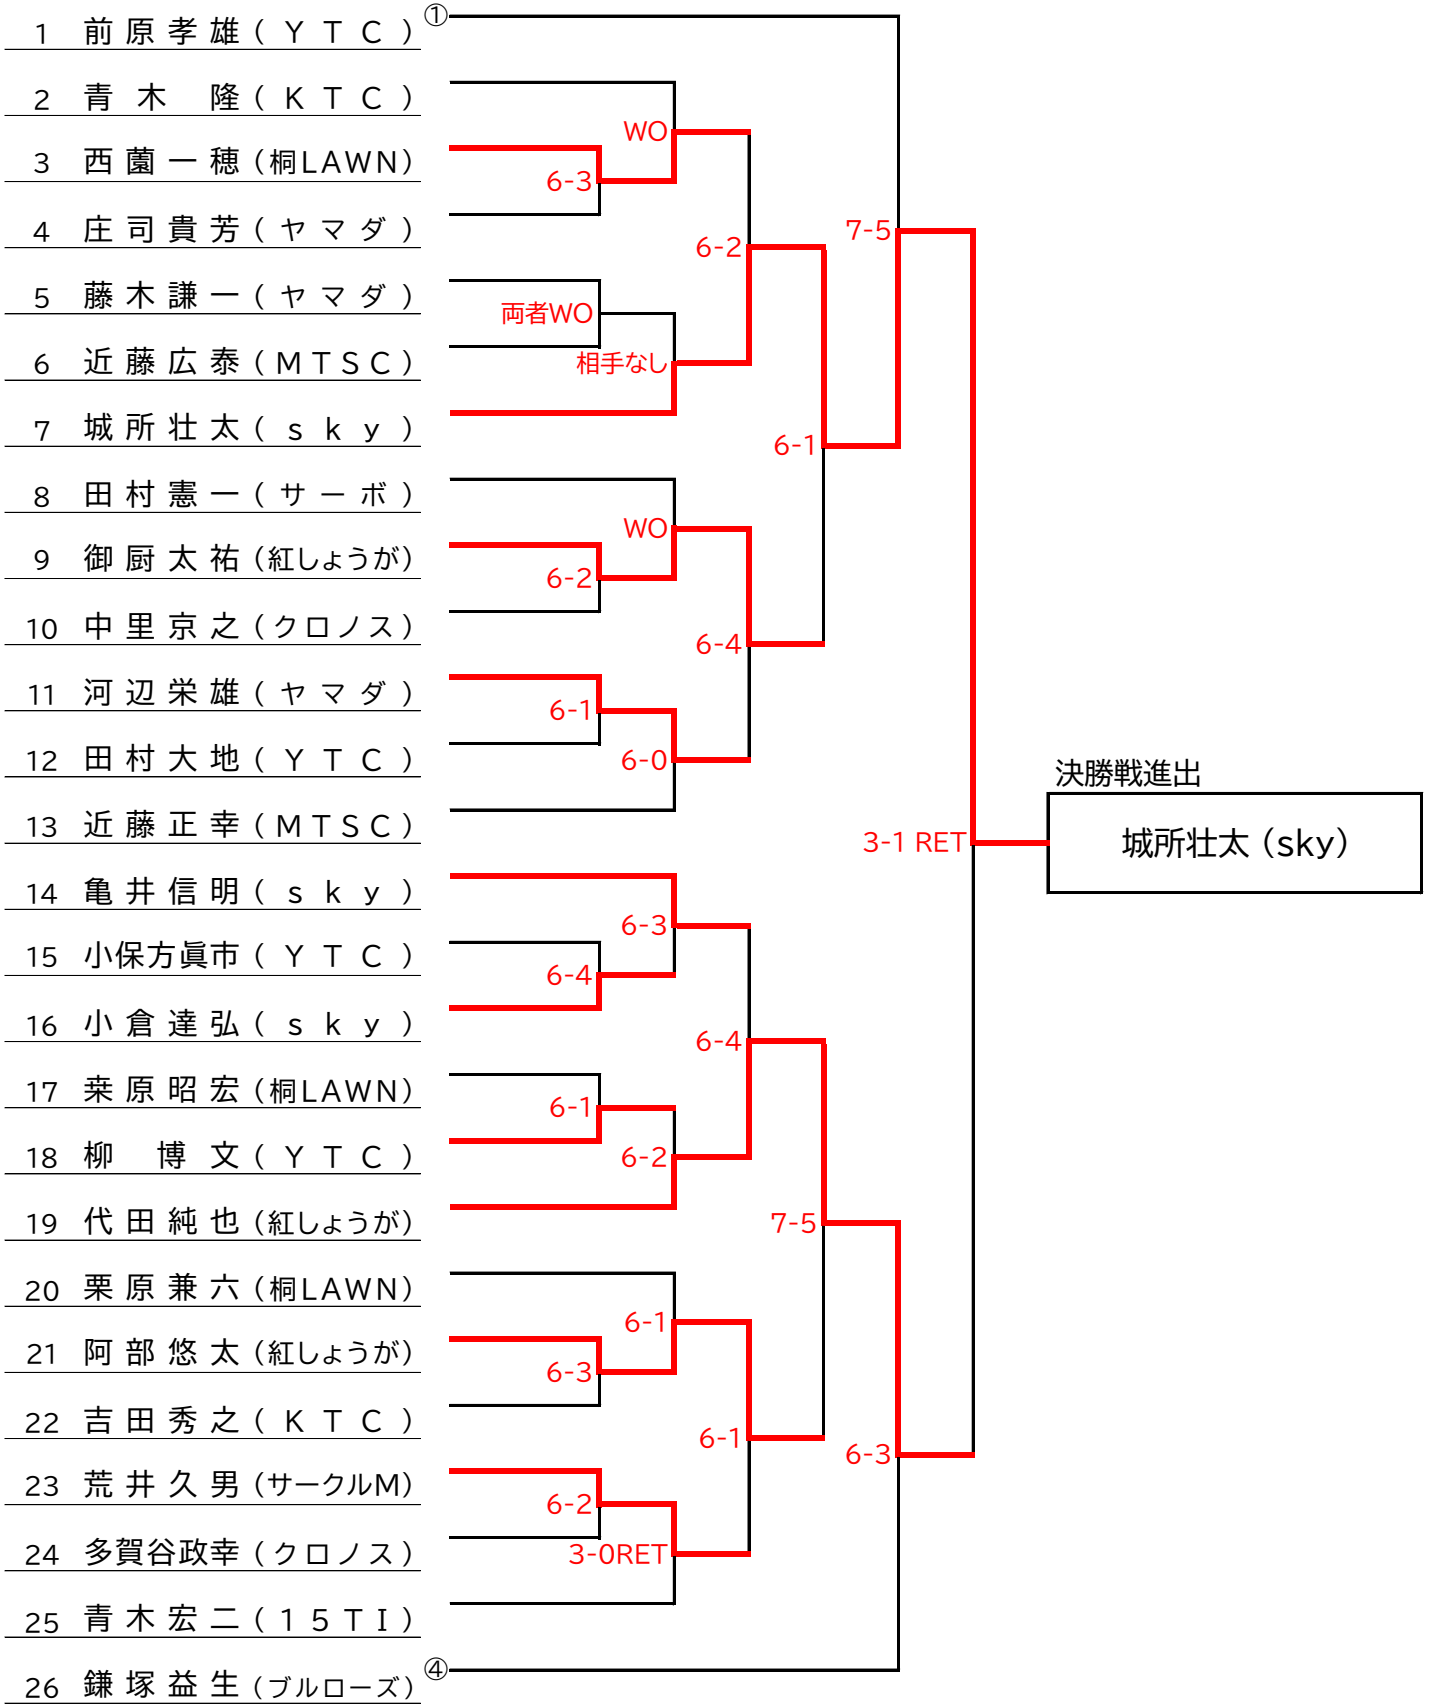 1 前原孝雄（ＹＴＣ） ①
2 青木　隆（ＫＴＣ）
WO
3 西薗一穂（桐LAWN）
6-3
4 庄司貴芳（ヤマダ）
7-5
6-2
5 藤木謙一（ヤマダ）
両者WO
6 近藤広泰（ＭＴＳＣ）
相手なし
7 城所壮太（ｓｋｙ）
6-1
8 田村憲一（サーボ）
WO
9 御厨太祐（紅しょうが）
6-2
10 中里京之（クロノス）
6-4
11 河辺栄雄（ヤマダ）
6-1
12 田村大地（ＹＴＣ）
6-0
決勝戦進出
13 近藤正幸（ＭＴＳＣ）
3-1 RET
城所壮太（sky）
14 亀井信明（ｓｋｙ）
6-3
15 小保方眞市（ＹＴＣ）
6-4
16 小倉達弘（ｓｋｙ）
6-4
17 桒原昭宏（桐LAWN）
6-1
18 柳　博文（ＹＴＣ）
6-2
19 代田純也（紅しょうが）
7-5
20 栗原兼六（桐LAWN）
6-1
21 阿部悠太（紅しょうが）
6-3
22 吉田秀之（ＫＴＣ）
6-1
6-3
23 荒井久男（サークルM）
6-2
24 多賀谷政幸（クロノス）
3-0RET
25 青木宏二（１５ＴＩ）
26 鎌塚益生（ブルローズ） ④